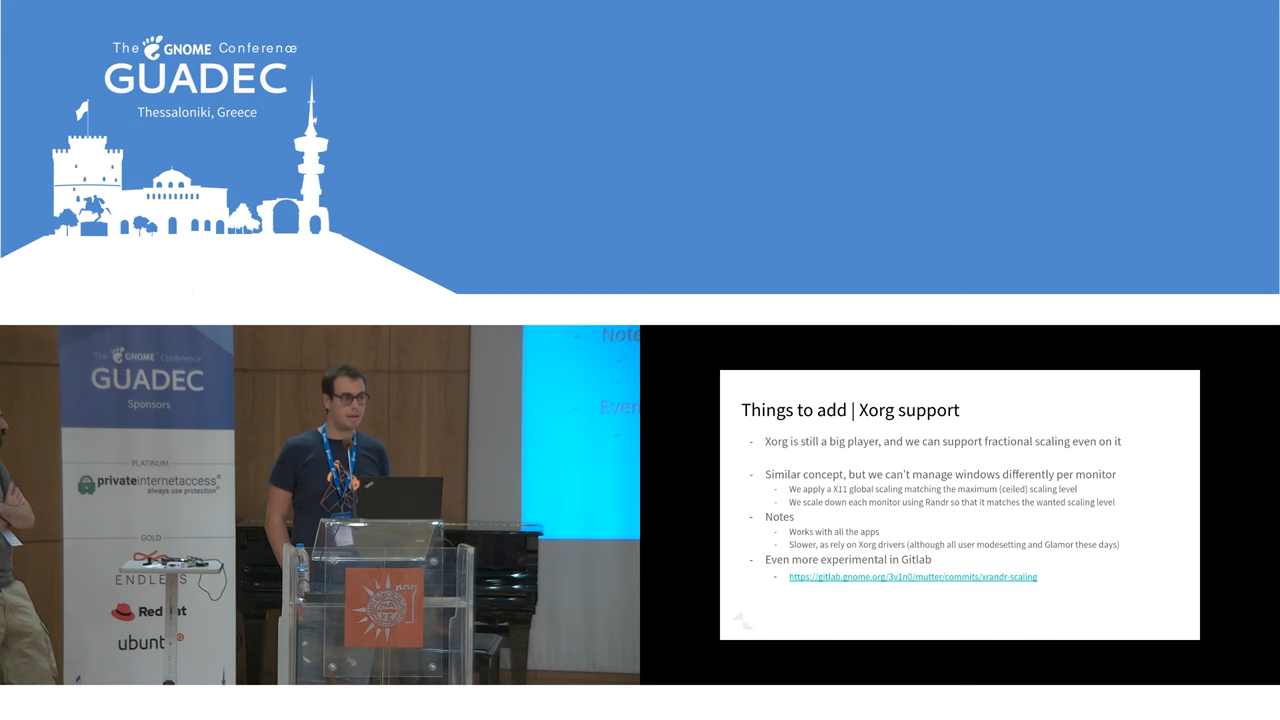 The GNOME Conference
GUADEC
Thessaloniki, Greece
The GNOME Conference
GUADEC
Sponsors
PLATINUM
privateinternetaccess®
always use protection®
GOLD
ENDLESS
Red Hat
ubuntu
Note
Even
Things to add | Xorg support
- Xorg is still a big player, and we can support fractional scaling even on it
- Similar concept, but we can't manage windows differently per monitor
- We apply a X11 global scaling matching the maximum (ceiled) scaling level
- We scale down each monitor using Randr so that it matches the wanted scaling level
- Notes
- Works with all the apps
- Slower, as rely on Xorg drivers (although all user modesetting and Glamor these days)
- Even more experimental in Gitlab
- https://gitlab.gnome.org/3v1n0/mutter/commits/xrandr-scaling